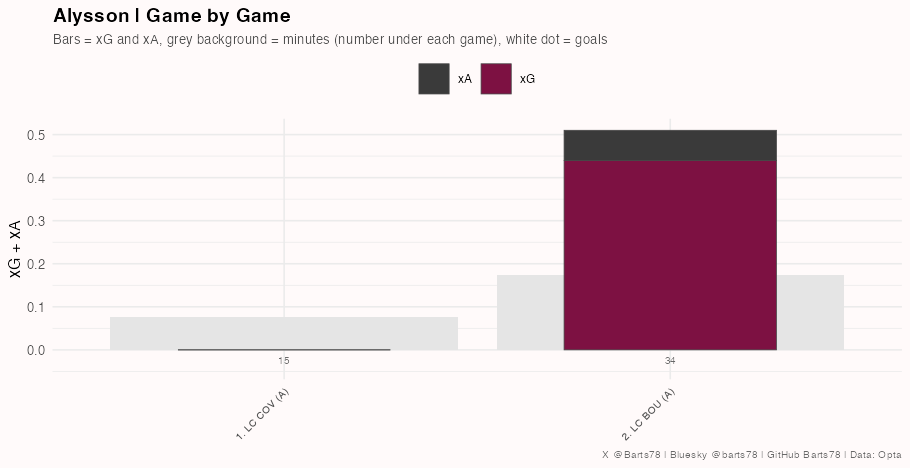 Alysson | Game by Game
Bars = xG and xA, grey background = minutes (number under each game), white dot = goals
xA
xG
xG + xA
0.5
0.4
0.3
0.2
0.1
0.0
15
34
1. LC COV (A)
2. LC BOU (A)
X @Barts78 | Bluesky @barts78 | GitHub Barts78 | Data: Opta